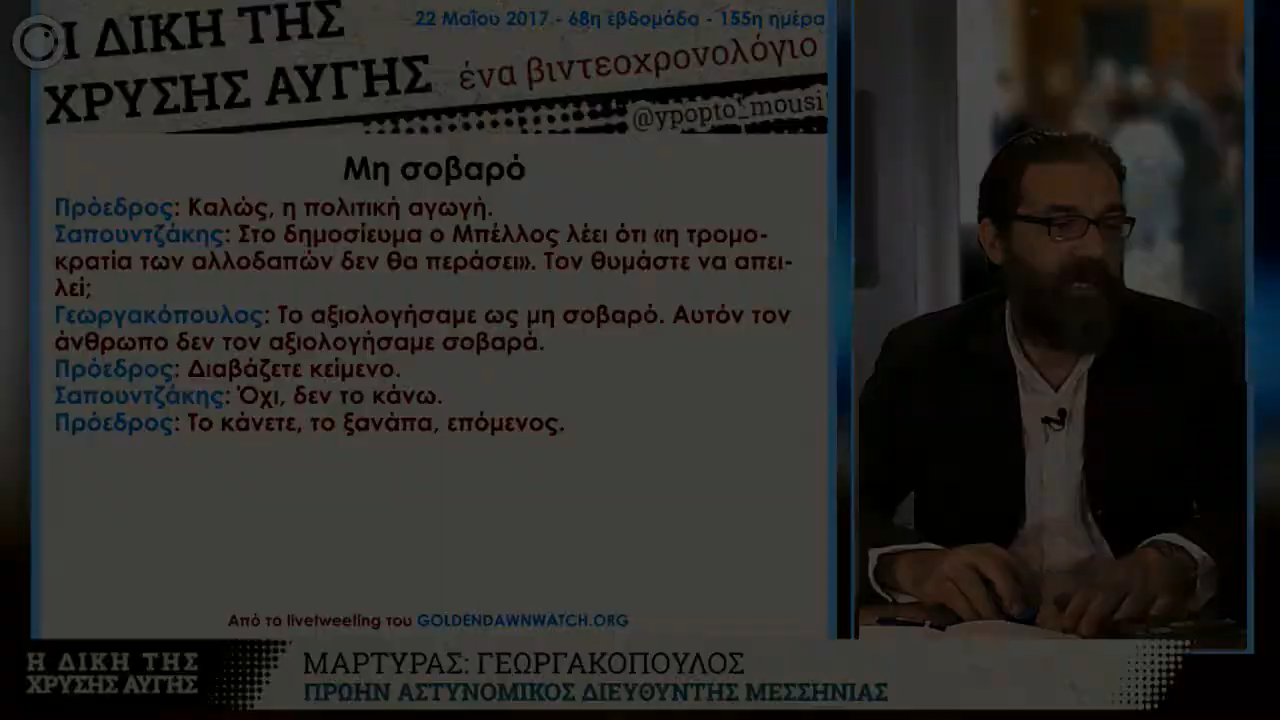 22 Μαΐου 2017 - 68η εβδομάδα - 155η ημέρα
Η ΔΙΚΗ ΤΗΣ
ΧΡΥΣΗΣ ΑΥΓΗΣ ένα βιντεοχρονολόγιο
@ypopto_mousi
Μη σοβαρό
Πρόεδρος: Καλώς, η πολιτική αγωγή.
Σαπουντζάκης: Στο δημοσίευμα ο Μπέλλος λέει ότι «η τρομο-
κρατία των αλλοδαπών δεν θα περάσει». Τον θυμάστε να απει-
λεί;
Γεωργακόπουλος: Το αξιολογήσαμε ως μη σοβαρό. Αυτόν τον
άνθρωπο δεν τον αξιολογήσαμε σοβαρά.
Πρόεδρος: Διαβάζετε κείμενο.
Σαπουντζάκης: Όχι, δεν το κάνω.
Πρόεδρος: Το κάνετε, το ξανάπα, επόμενος.
Από το livetweeting του GOLDENDAWNWATCH.ORG
Η ΔΙΚΗ ΤΗΣ
ΧΡΥΣΗΣ ΑΥΓΗΣ
ΜΑΡΤΥΡΑΣ: ΓΕΩΡΓΑΚΟΠΟΥΛΟΣ
ΠΡΩΗΝ ΑΣΤΥΝΟΜΙΚΟΣ ΔΙΕΥΘΥΝΤΗΣ ΜΕΣΣΗΝΙΑΣ